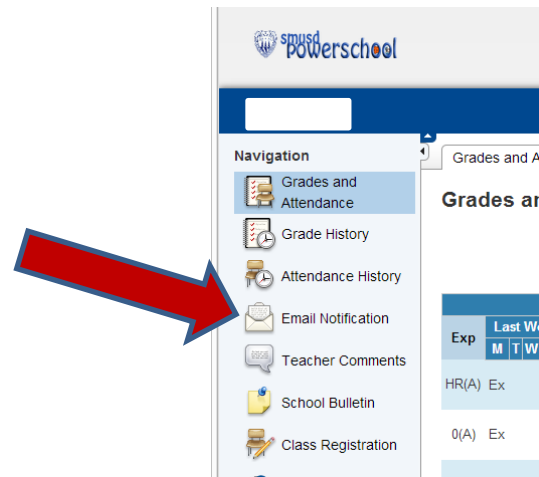 smusd
powerschool
Navigation
Grades and A
Grades and
Attendance
Grades an
Grade History
Attendance History
Email Notification
Exp
Last We
M T W
Teacher Comments
HR(A) Ex
School Bulletin
0(A) Ex
Class Registration